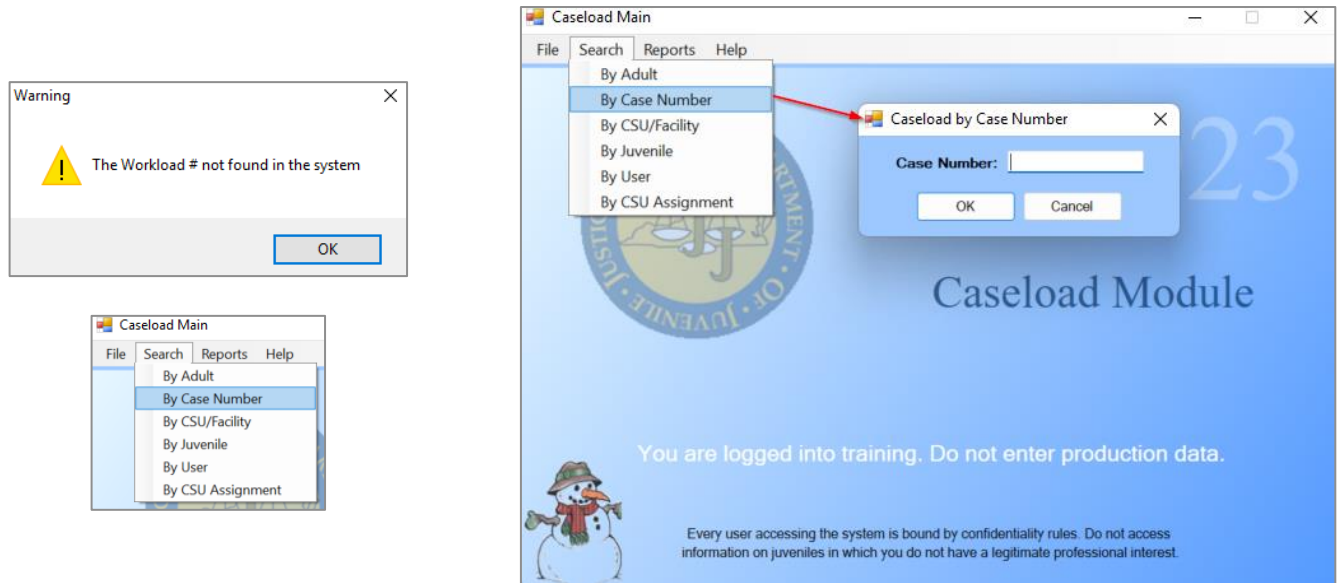 Warning
The Workload # not found in the system
OK
Caseload Main
File Search Reports Help
By Adult
By Case Number
By CSU/Facility
By Juvenile
By User
By CSU Assignment
Caseload Main
File Search Reports Help
By Adult
By Case Number
By CSU/Facility
By Juvenile
By User
By CSU Assignment
Caseload by Case Number
Case Number:
OK Cancel
23
OF JUVENILE
Caseload Module
You are logged into training. Do not enter production data.
Every user accessing the system is bound by confidentiality rules. Do not access
information on juveniles in which you do not have a legitimate professional interest.